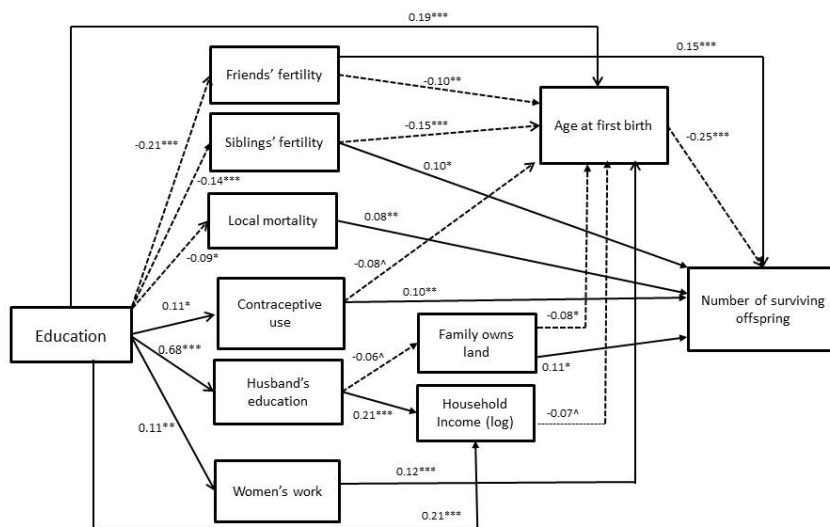 0.19***
0.15***
Friends' fertility
-0.10**
Age at first birth
-0.15***
Siblings' fertility
-0.25***
-0.21***
0.10*
-0.14***
Local mortality
0.08**
-0.09*
-0.08^
Contraceptive
use
0.10**
Number of surviving
offspring
0.11*
Education
-0.08*
Family owns
land
0.68***
-0.06^
0.11*
Husband's
education
0.21***
Household
Income (log)
-0.07^
0.11**
Women's work
0.12***
0.21***